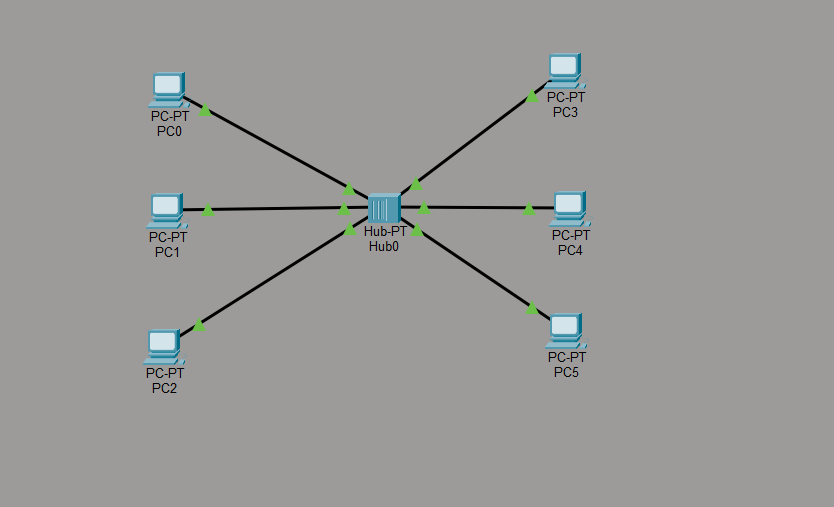 PC-PT
PC0
PC-PT
PC3
PC-PT
PC1
Hub-PT
Hub0
PC-PT
PC4
PC-PT
PC2
PC-PT
PC5